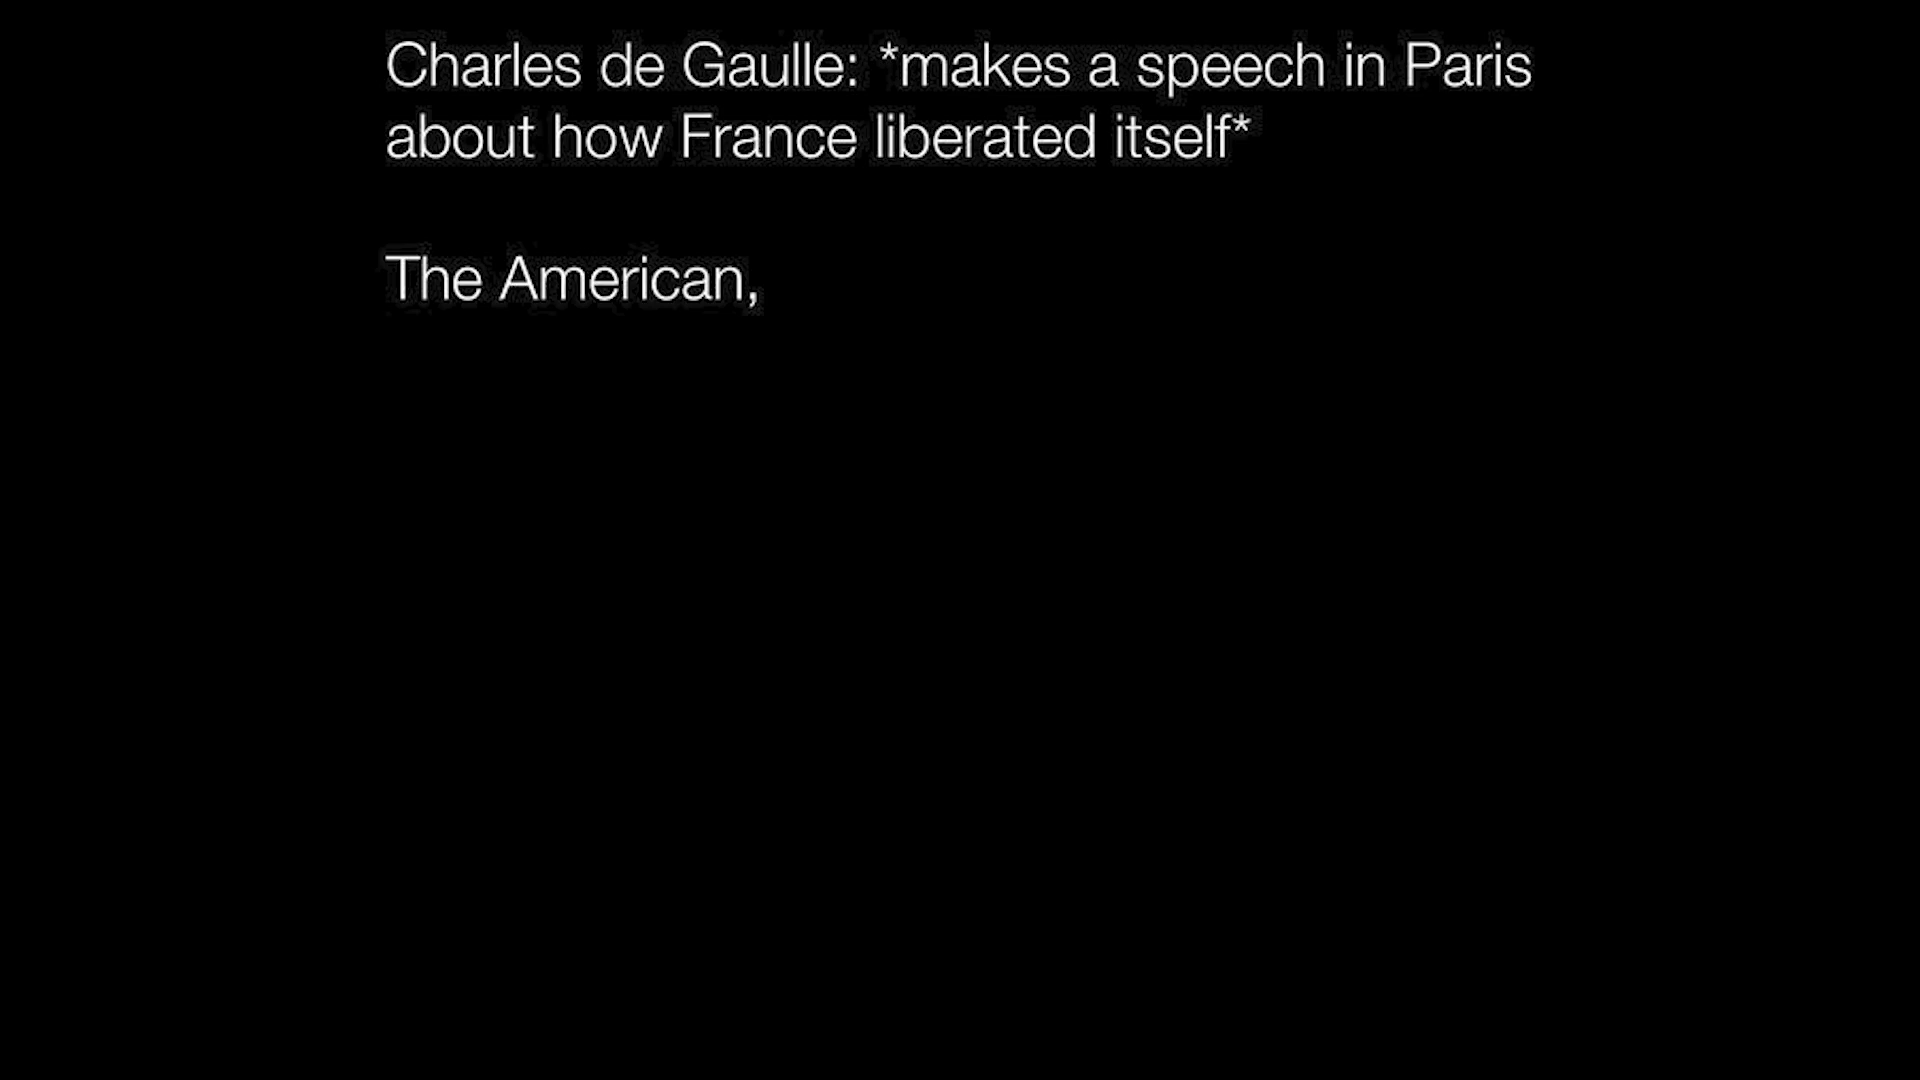 Charles de Gaulle: *makes a speech in Paris
about how France liberated itself*
The American,